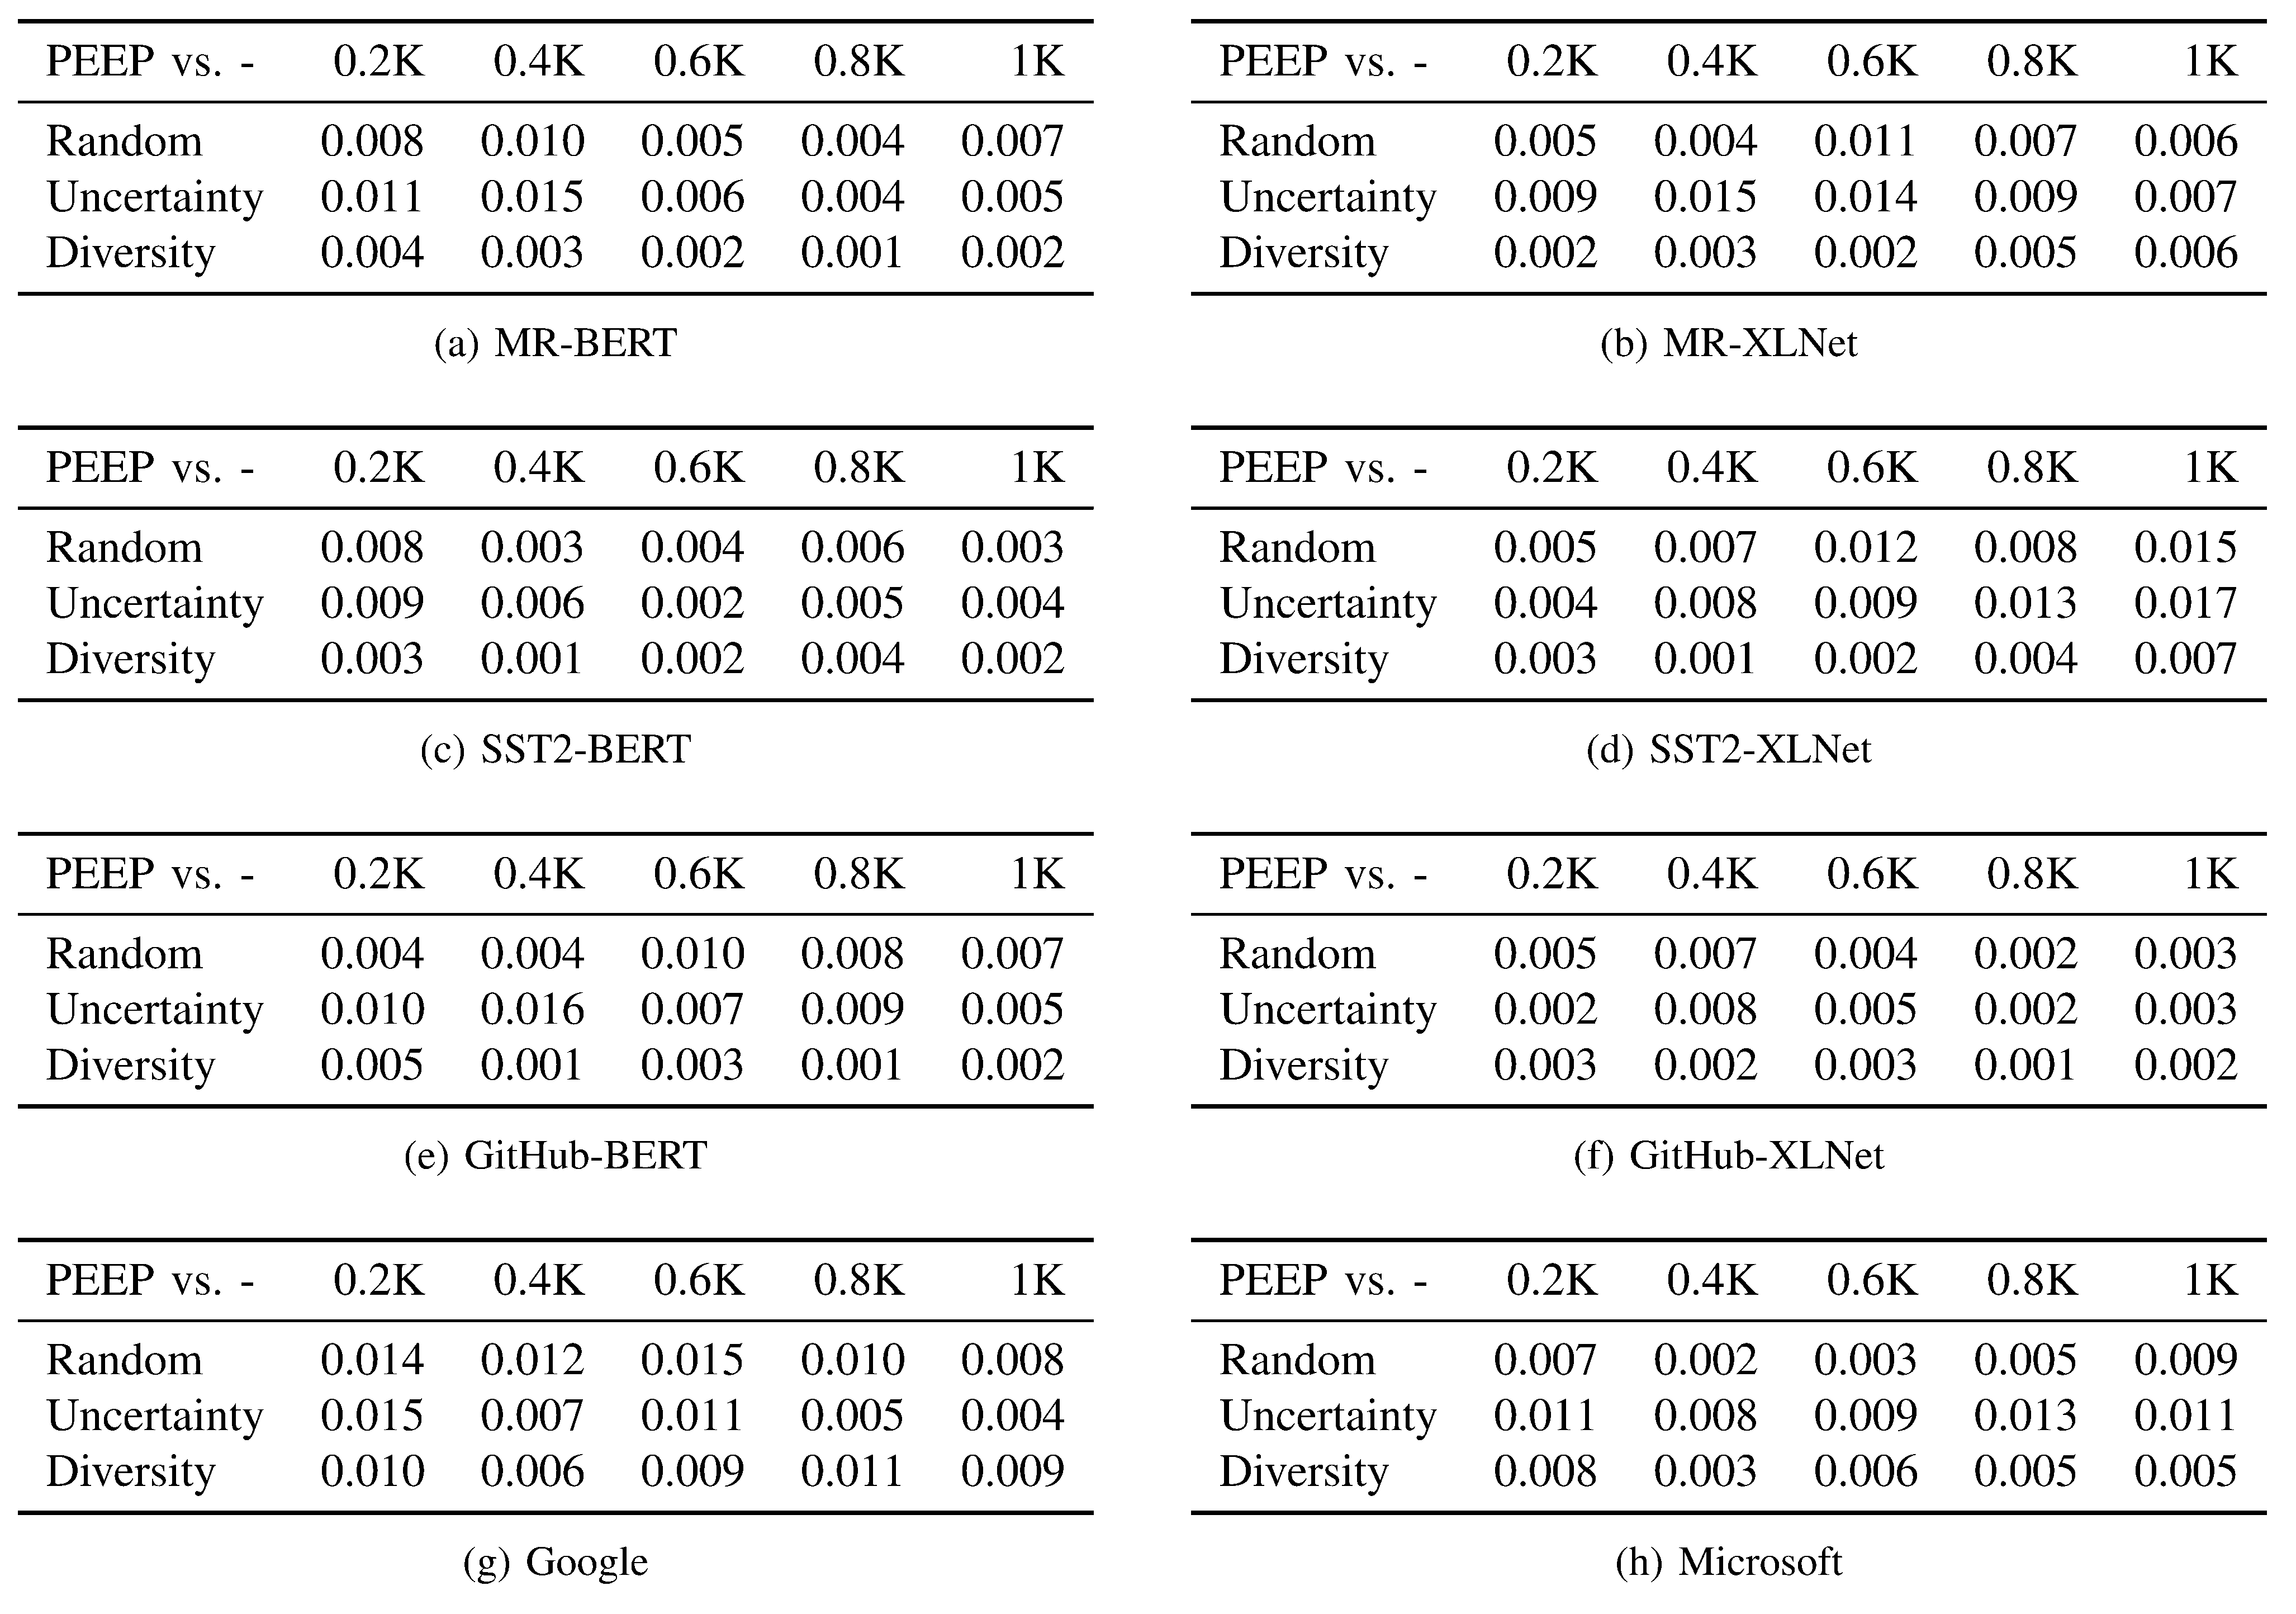 PEEP vs. - 0.2K 0.4K 0.6K 0.8K 1K
Random 0.008 0.010 0.005 0.004 0.007
Uncertainty 0.011 0.015 0.006 0.004 0.005
Diversity 0.004 0.003 0.002 0.001 0.002
(a) MR-BERT
PEEP vs. - 0.2K 0.4K 0.6K 0.8K 1K
Random 0.005 0.004 0.011 0.007 0.006
Uncertainty 0.009 0.015 0.014 0.009 0.007
Diversity 0.002 0.003 0.002 0.005 0.006
(b) MR-XLNet
PEEP vs. - 0.2K 0.4K 0.6K 0.8K 1K
Random 0.008 0.003 0.004 0.006 0.003
Uncertainty 0.009 0.006 0.002 0.005 0.004
Diversity 0.003 0.001 0.002 0.004 0.002
(c) SST2-BERT
PEEP vs. - 0.2K 0.4K 0.6K 0.8K 1K
Random 0.005 0.007 0.012 0.008 0.015
Uncertainty 0.004 0.008 0.009 0.013 0.017
Diversity 0.003 0.001 0.002 0.004 0.007
(d) SST2-XLNet
PEEP vs. - 0.2K 0.4K 0.6K 0.8K 1K
Random 0.004 0.004 0.010 0.008 0.007
Uncertainty 0.010 0.016 0.007 0.009 0.005
Diversity 0.005 0.001 0.003 0.001 0.002
(e) GitHub-BERT
PEEP vs. - 0.2K 0.4K 0.6K 0.8K 1K
Random 0.005 0.007 0.004 0.002 0.003
Uncertainty 0.002 0.008 0.005 0.002 0.003
Diversity 0.003 0.002 0.003 0.001 0.002
(f) GitHub-XLNet
PEEP vs. - 0.2K 0.4K 0.6K 0.8K 1K
Random 0.014 0.012 0.015 0.010 0.008
Uncertainty 0.015 0.007 0.011 0.005 0.004
Diversity 0.010 0.006 0.009 0.011 0.009
(g) Google
PEEP vs. - 0.2K 0.4K 0.6K 0.8K 1K
Random 0.007 0.002 0.003 0.005 0.009
Uncertainty 0.011 0.008 0.009 0.013 0.011
Diversity 0.008 0.003 0.006 0.005 0.005
(h) Microsoft